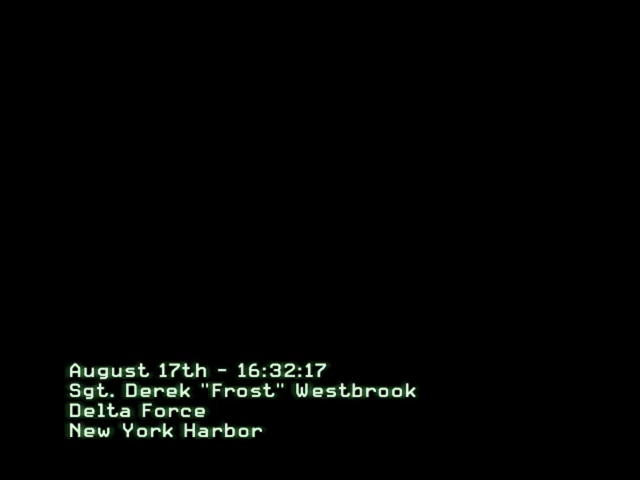 August 17th - 16:32:17
Sgt. Derek "Frost" Westbrook
Delta Force
New York Harbor